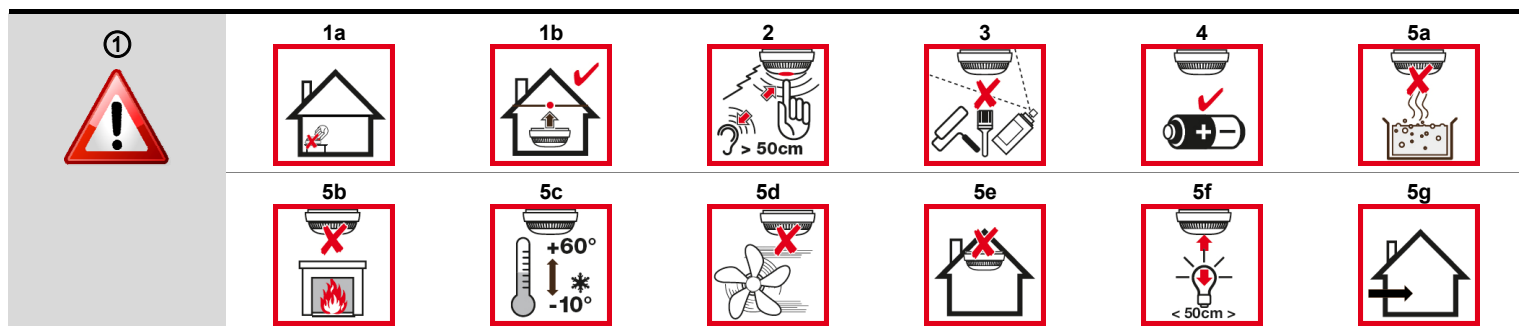 ①
1a 1b 2 3 4 5a
> 50cm
+ −
5b 5c 5d 5e 5f 5g
+60°
-10°
< 50cm >